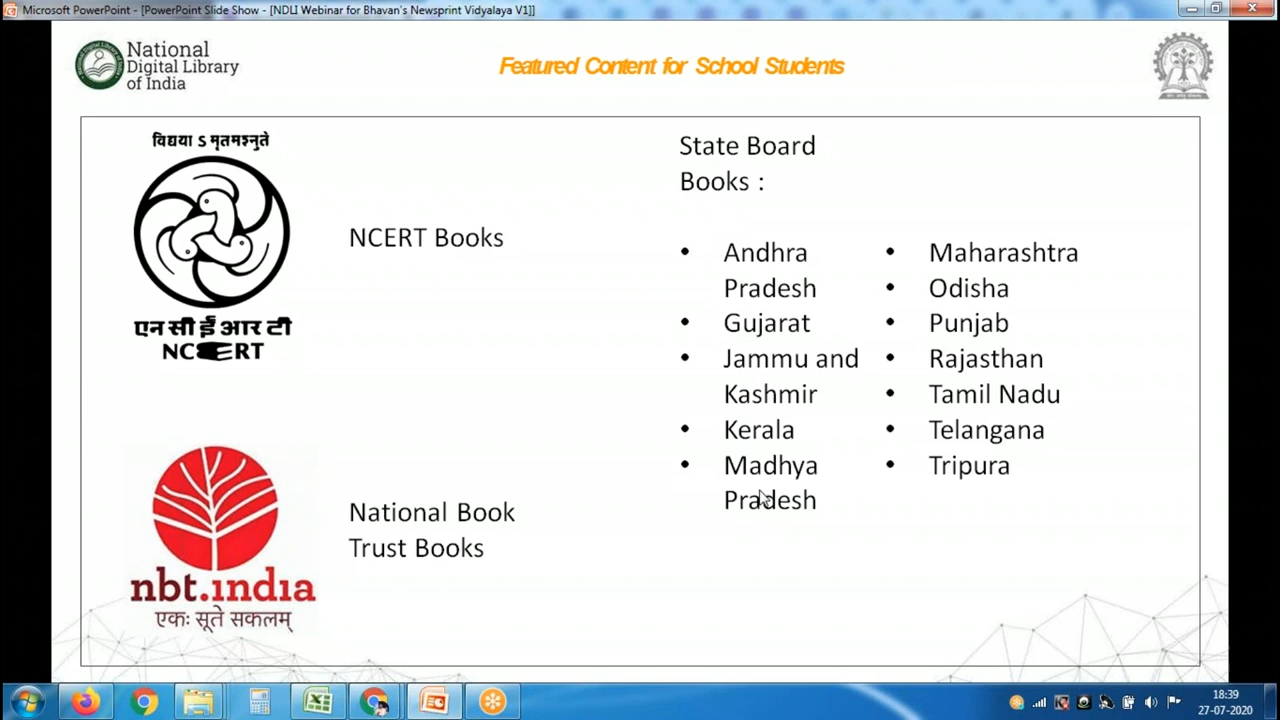 Microsoft PowerPoint - [PowerPoint Slide Show - [NDLI Webinar for Bhavan's Newsprint Vidyalaya V1]]
National
Digital Library
of India
Featured Content for School Students
विद्यया ऽ मृतमश्नुते
एन सी ई आर टी
NCERT
NCERT Books
nbt.india
एकः सूते सकलम्
National Book
Trust Books
State Board
Books :
• Andhra
Pradesh
• Gujarat
• Jammu and
Kashmir
• Kerala
• Madhya
Pradesh
• Maharashtra
• Odisha
• Punjab
• Rajasthan
• Tamil Nadu
• Telangana
• Tripura
18:39
27-07-2020